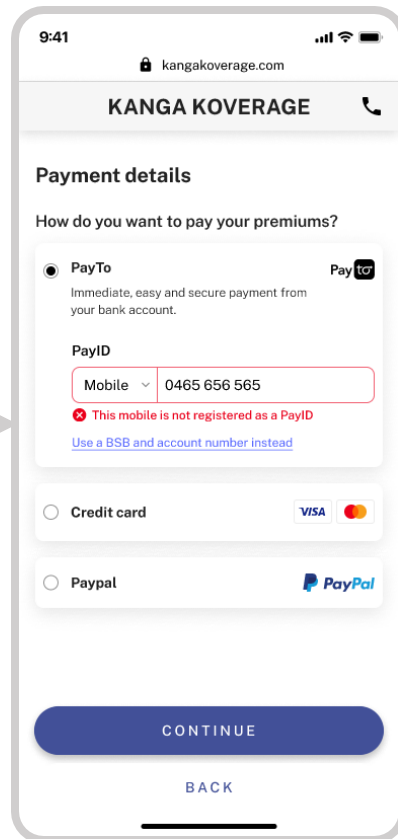 9:41
kangakoverage.com
KANGA KOVERAGE
Payment details
How do you want to pay your premiums?
PayTo
Pay to
Immediate, easy and secure payment from
your bank account.
PayID
Mobile 0465 656 565
This mobile is not registered as a PayID
Use a BSB and account number instead
Credit card VISA
Paypal PayPal
CONTINUE
BACK